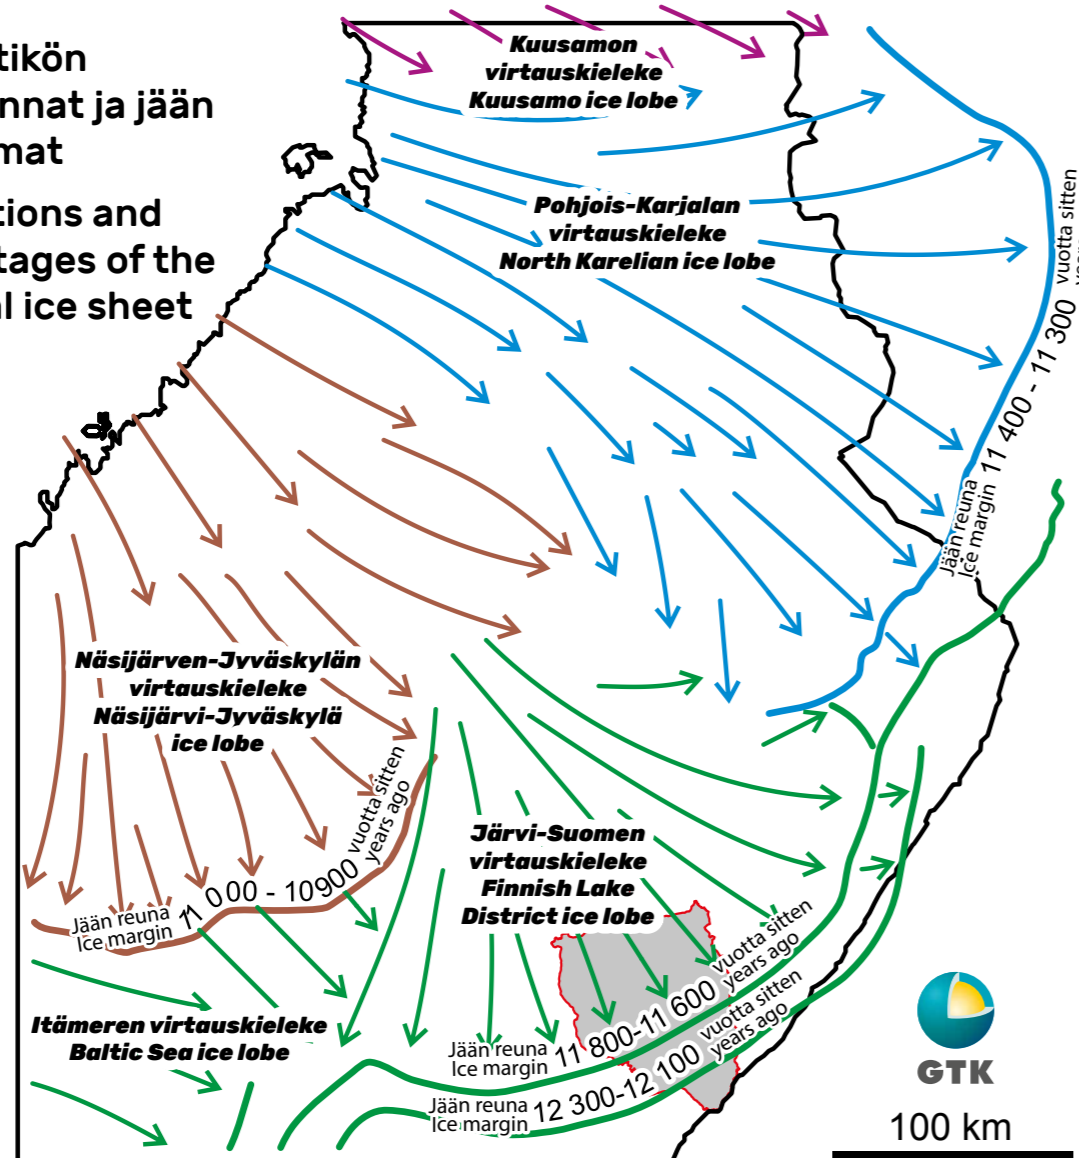 tikön
nnat ja jään
mat
tions and
tages of the
l ice sheet
Kuusamon
virtauskieleke
Kuusamo ice lobe
Pohjois-Karjalan
virtauskieleke
North Karelian ice lobe
Jään reuna
Ice margin
11 400 - 11 300
vuotta sitten
Näsijärven-Jyväskylän
virtauskieleke
Näsijärvi-Jyväskylä
ice lobe
Jään reuna
Ice margin
11 000 - 10900
vuotta sitten
years ago
Järvi-Suomen
virtauskieleke
Finnish Lake
District ice lobe
Itämeren virtauskieleke
Baltic Sea ice lobe
Jään reuna
Ice margin
11 800-11 600
vuotta sitten
years ago
Jään reuna
Ice margin
12 300-12 100
vuotta sitten
years ago
GTK
100 km